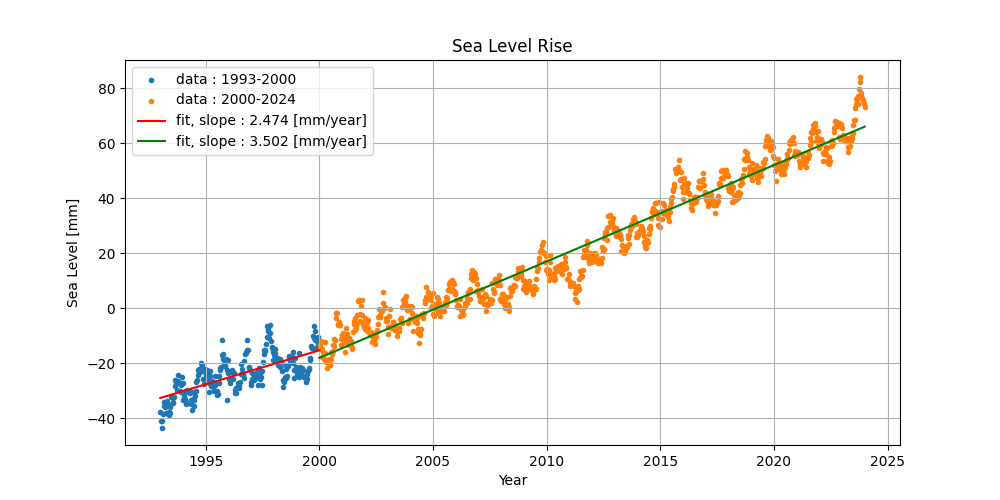 Sea Level Rise
data : 1993-2000
data : 2000-2024
fit, slope : 2.474 [mm/year]
fit, slope : 3.502 [mm/year]
80
60
40
20
0
−20
−40
Sea Level [mm]
1995 2000 2005 2010 2015 2020 2025
Year